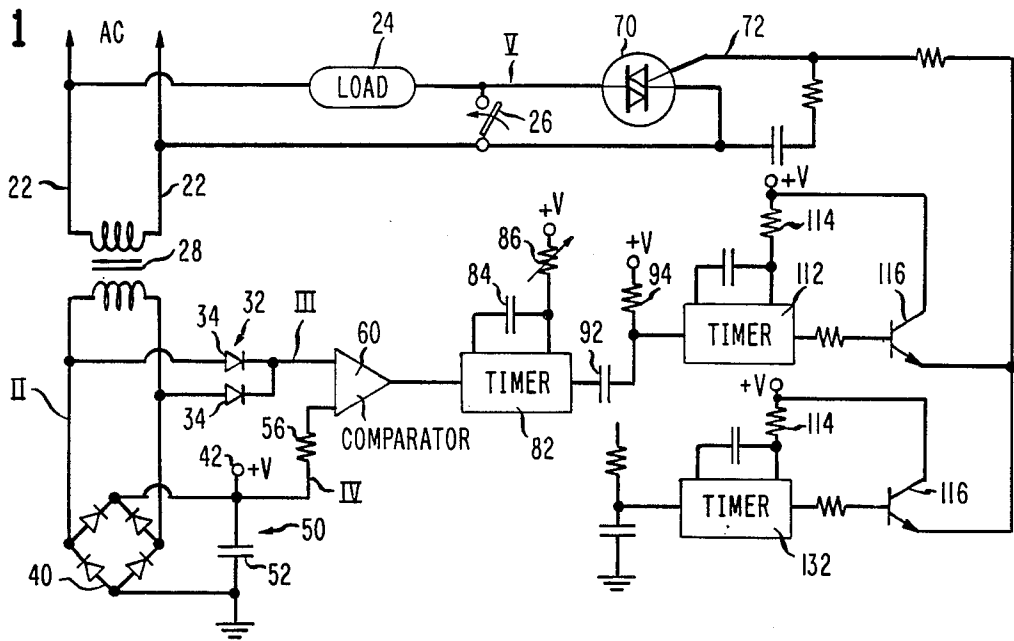 1
AC
24
LOAD
V
70
72
26
22
22
+V
114
28
+V
86
+V
84
94
112
116
TIMER
34
32
III
60
92
TIMER
II
34
COMPARATOR
82
+V
114
56
42
+V
IV
TIMER
116
50
40
52
132